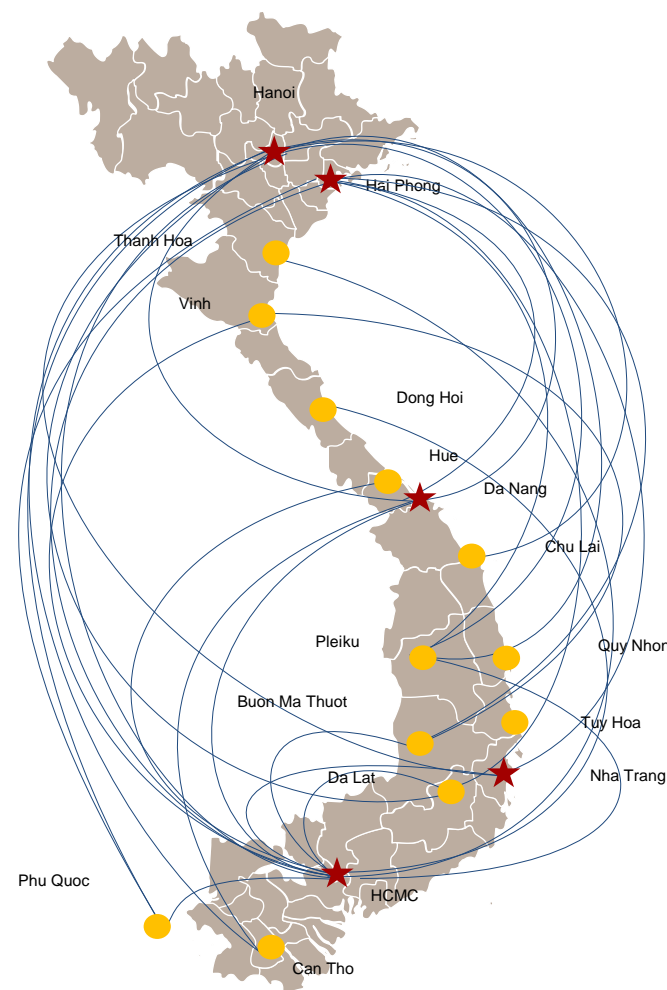 Hanoi
Hai Phong
Thanh Hoa
Vinh
Dong Hoi
Hue
Da Nang
Chu Lai
Pleiku
Quy Nhor
Buon Ma Thuot
Tuy Hoa
Da Lat
Nha Trang
Phu Quoc
HCMC
Can Tho